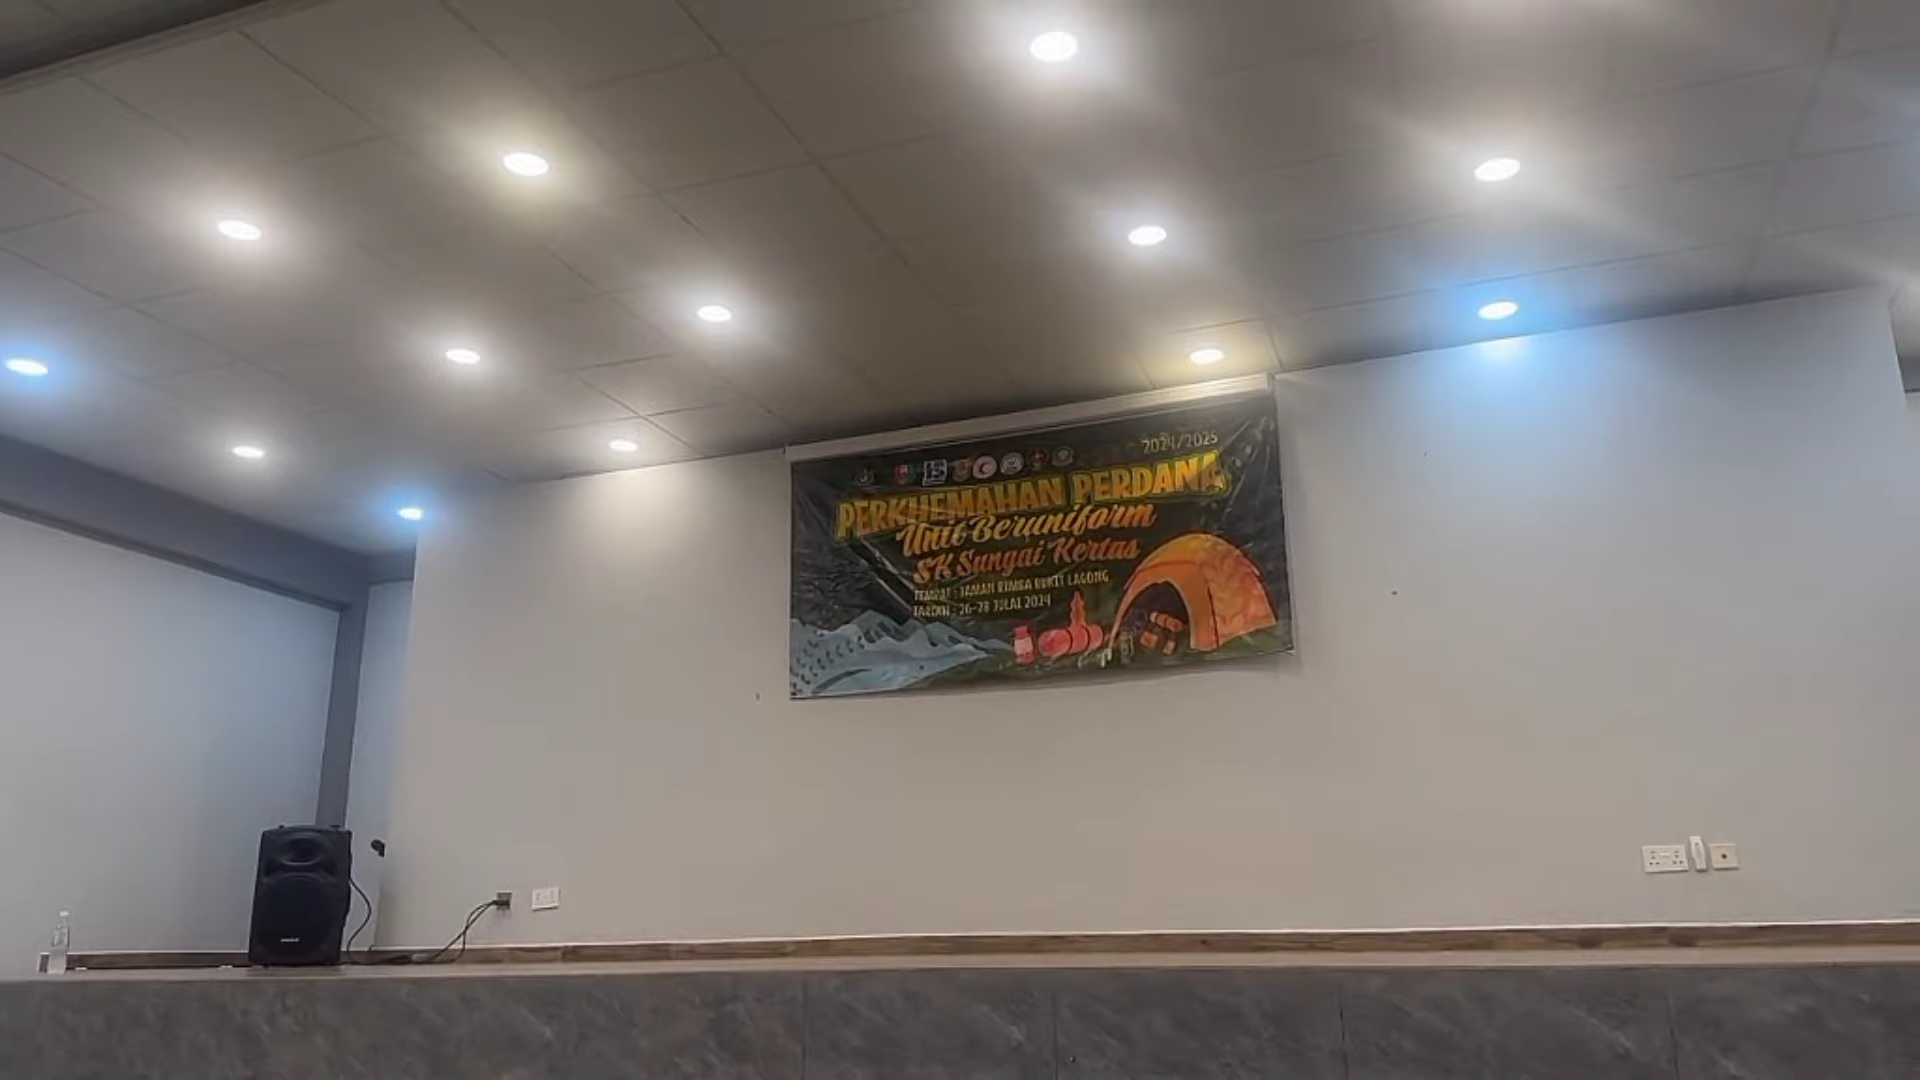 2024/2025
PERKHEMAHAN PERDANA
Unit Beruniform
SK Sungai Kertas
TEMPAT : TAMAN RIMBA BUKIT LAGONG
TARIKH : 26-28 JULAI 2024